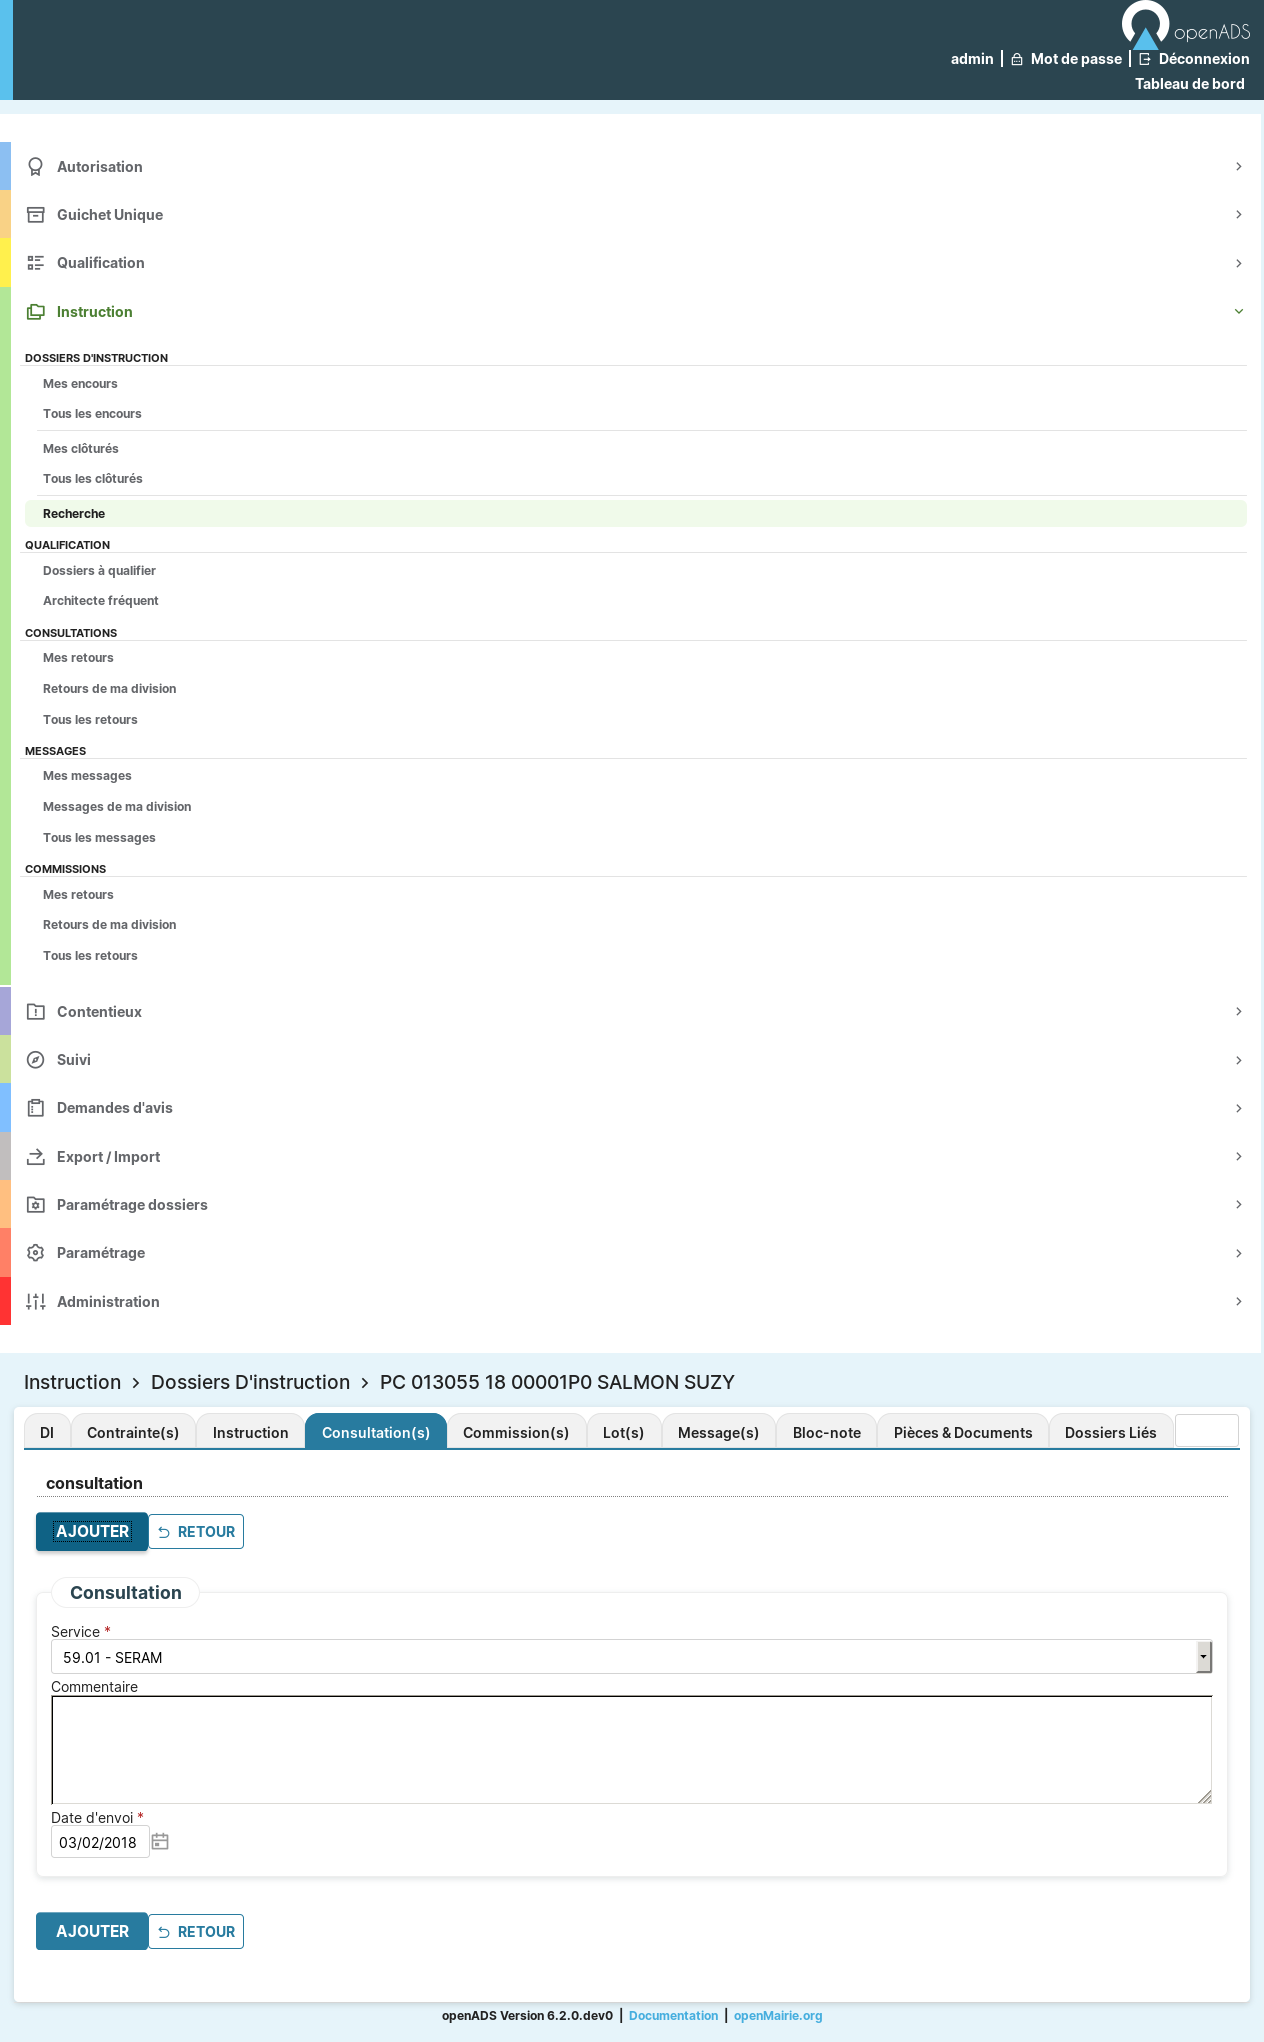 openADS
admin | Mot de passe | Déconnexion
Tableau de bord
Autorisation
Guichet Unique
Qualification
Instruction
DOSSIERS D'INSTRUCTION
Mes encours
Tous les encours
Mes clôturés
Tous les clôturés
Recherche
QUALIFICATION
Dossiers à qualifier
Architecte fréquent
CONSULTATIONS
Mes retours
Retours de ma division
Tous les retours
MESSAGES
Mes messages
Messages de ma division
Tous les messages
COMMISSIONS
Mes retours
Retours de ma division
Tous les retours
Contentieux
Suivi
Demandes d'avis
Export / Import
Paramétrage dossiers
Paramétrage
Administration
Instruction > Dossiers D'instruction > PC 013055 18 00001P0 SALMON SUZY
DI Contrainte(s) Instruction Consultation(s) Commission(s) Lot(s) Message(s) Bloc-note Pièces & Documents Dossiers Liés
consultation
AJOUTER RETOUR
Consultation
Service *
59.01 - SERAM
Commentaire
Date d'envoi *
03/02/2018
AJOUTER RETOUR
openADS Version 6.2.0.dev0 | Documentation | openMairie.org